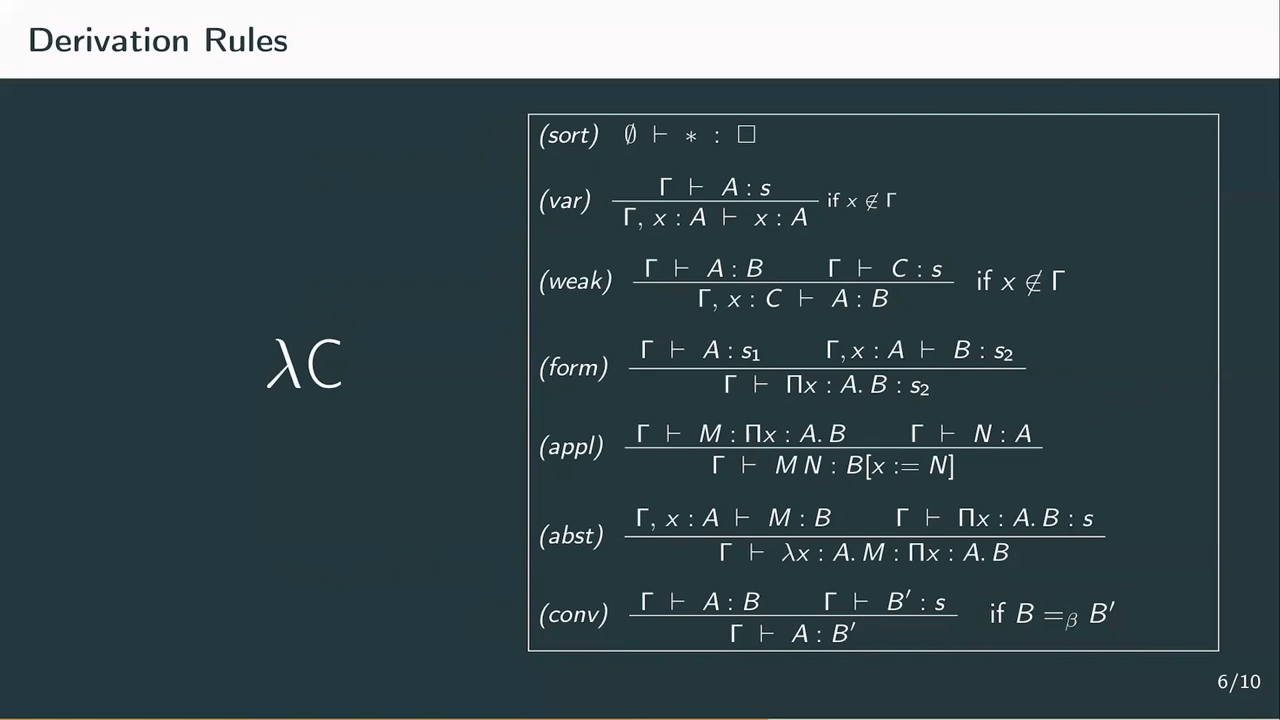 Derivation Rules
λC
(sort) ∅ ⊢ ∗ : □
Γ ⊢ A : s
(var) if x ∉ Γ
Γ, x : A ⊢ x : A
Γ ⊢ A : B Γ ⊢ C : s
(weak) if x ∉ Γ
Γ, x : C ⊢ A : B
Γ ⊢ A : s₁ Γ, x : A ⊢ B : s₂
(form)
Γ ⊢ Πx : A. B : s₂
Γ ⊢ M : Πx : A. B Γ ⊢ N : A
(appl)
Γ ⊢ M N : B[x := N]
Γ, x : A ⊢ M : B Γ ⊢ Πx : A. B : s
(abst)
Γ ⊢ λx : A. M : Πx : A. B
Γ ⊢ A : B Γ ⊢ B′ : s
(conv) if B =β B′
Γ ⊢ A : B′
6/10